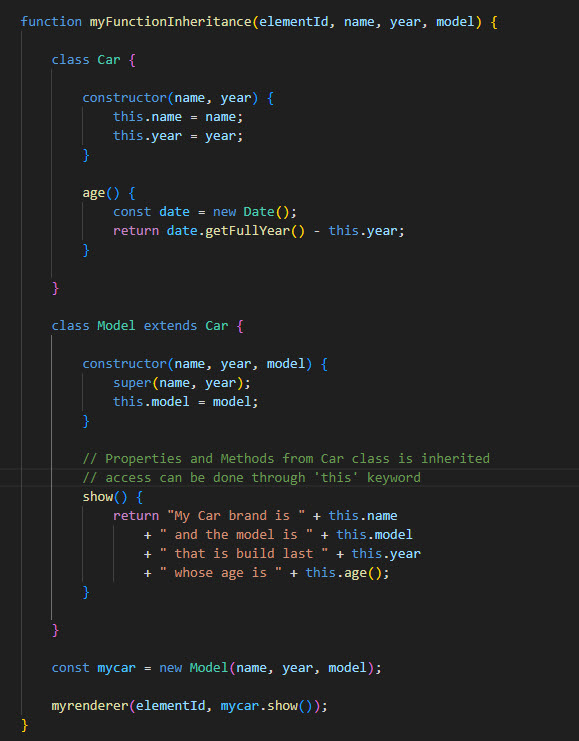 function myFunctionInheritance(elementId, name, year, model) {
class Car {
constructor(name, year) {
this.name = name;
this.year = year;
}
age() {
const date = new Date();
return date.getFullYear() - this.year;
}
}
class Model extends Car {
constructor(name, year, model) {
super(name, year);
this.model = model;
}
// Properties and Methods from Car class is inherited
// access can be done through 'this' keyword
show() {
return "My Car brand is " + this.name
+ " and the model is " + this.model
+ " that is build last " + this.year
+ " whose age is " + this.age();
}
}
const mycar = new Model(name, year, model);
myrenderer(elementId, mycar.show());
}